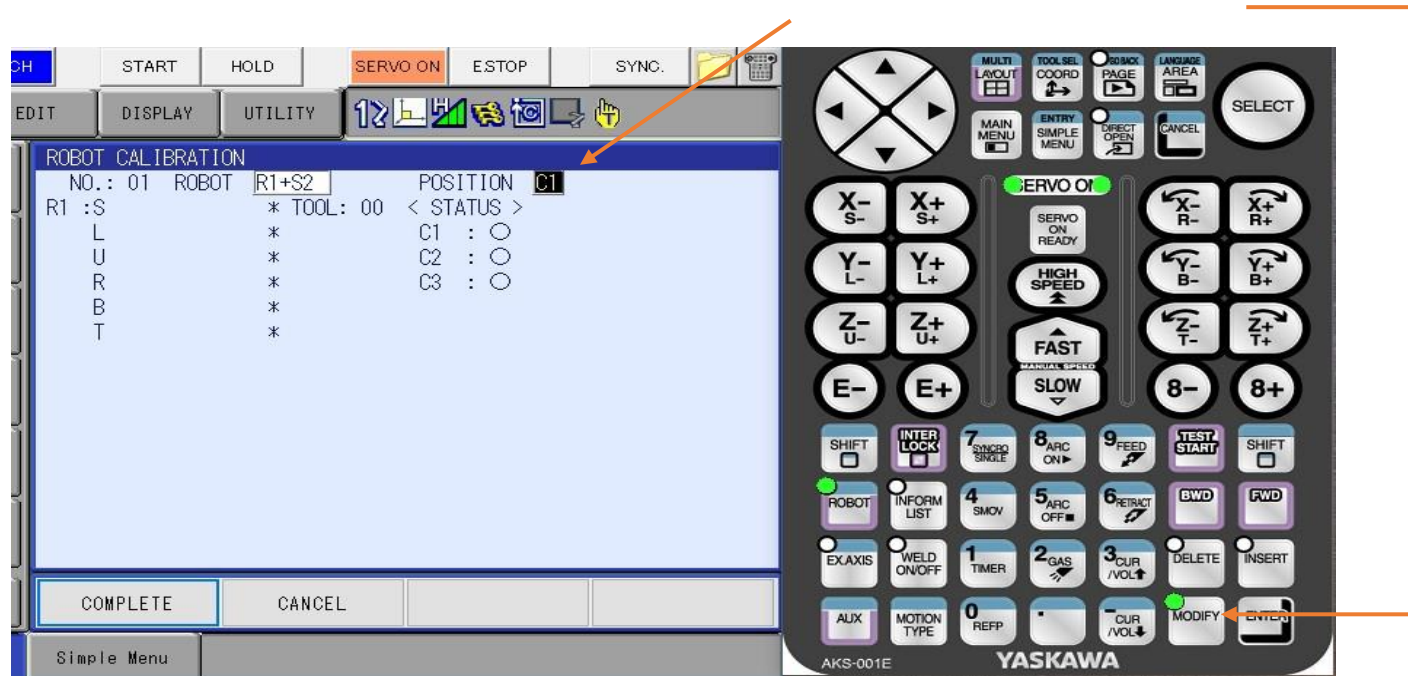 CH START HOLD SERVO ON E.STOP SYNC.
EDIT DISPLAY UTILITY
ROBOT CALIBRATION
NO.: 01 ROBOT R1+S2 POSITION C1
R1 :S * TOOL: 00 < STATUS >
L * C1 : ○
U * C2 : ○
R * C3 : ○
B *
T *
COMPLETE CANCEL
Simple Menu
MULTI LAYOUT
TOOL SEL COORD
GO BACK PAGE
LANGUAGE AREA
SELECT
MAIN MENU
ENTRY SIMPLE MENU
DIRECT OPEN
CANCEL
SERVO ON
X- S-
X+ S+
SERVO ON READY
X- R-
X+ R+
Y- L-
Y+ L+
HIGH SPEED
Y- B-
Y+ B+
Z- U-
Z+ U+
FAST
MANUAL SPEED
SLOW
Z- T-
Z+ T+
E-
E+
8-
8+
SHIFT
INTER LOCK
7 SYNCRO SINGLE
8 ARC ON
9 FEED
TEST START
SHIFT
ROBOT
INFORM LIST
4 SMOV
5 ARC OFF
6 RETRACT
BWD
FWD
EX.AXIS
WELD ON/OFF
1 TIMER
2 GAS
3 CUR /VOL
DELETE
INSERT
AUX
MOTION TYPE
0 REFP
.
- CUR /VOL
MODIFY
ENTER
AKS-001E YASKAWA